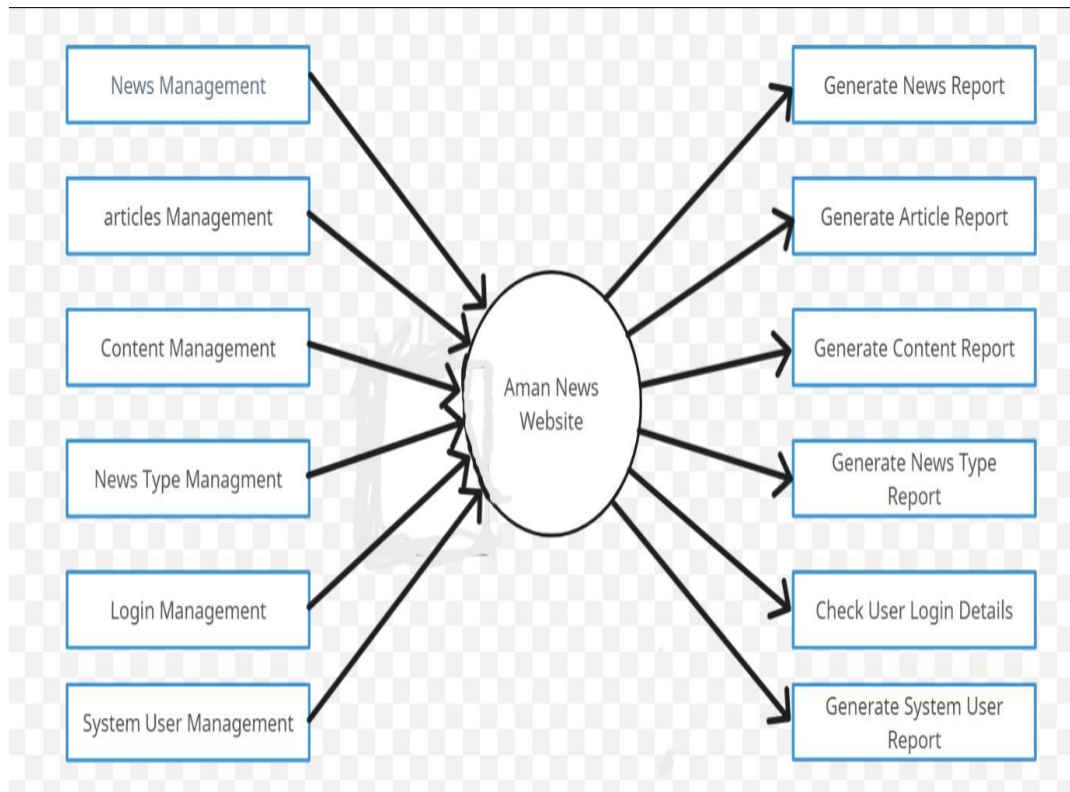 News Management
articles Management
Content Management
News Type Managment
Login Management
System User Management
Aman News
Website
Generate News Report
Generate Article Report
Generate Content Report
Generate News Type
Report
Check User Login Details
Generate System User
Report